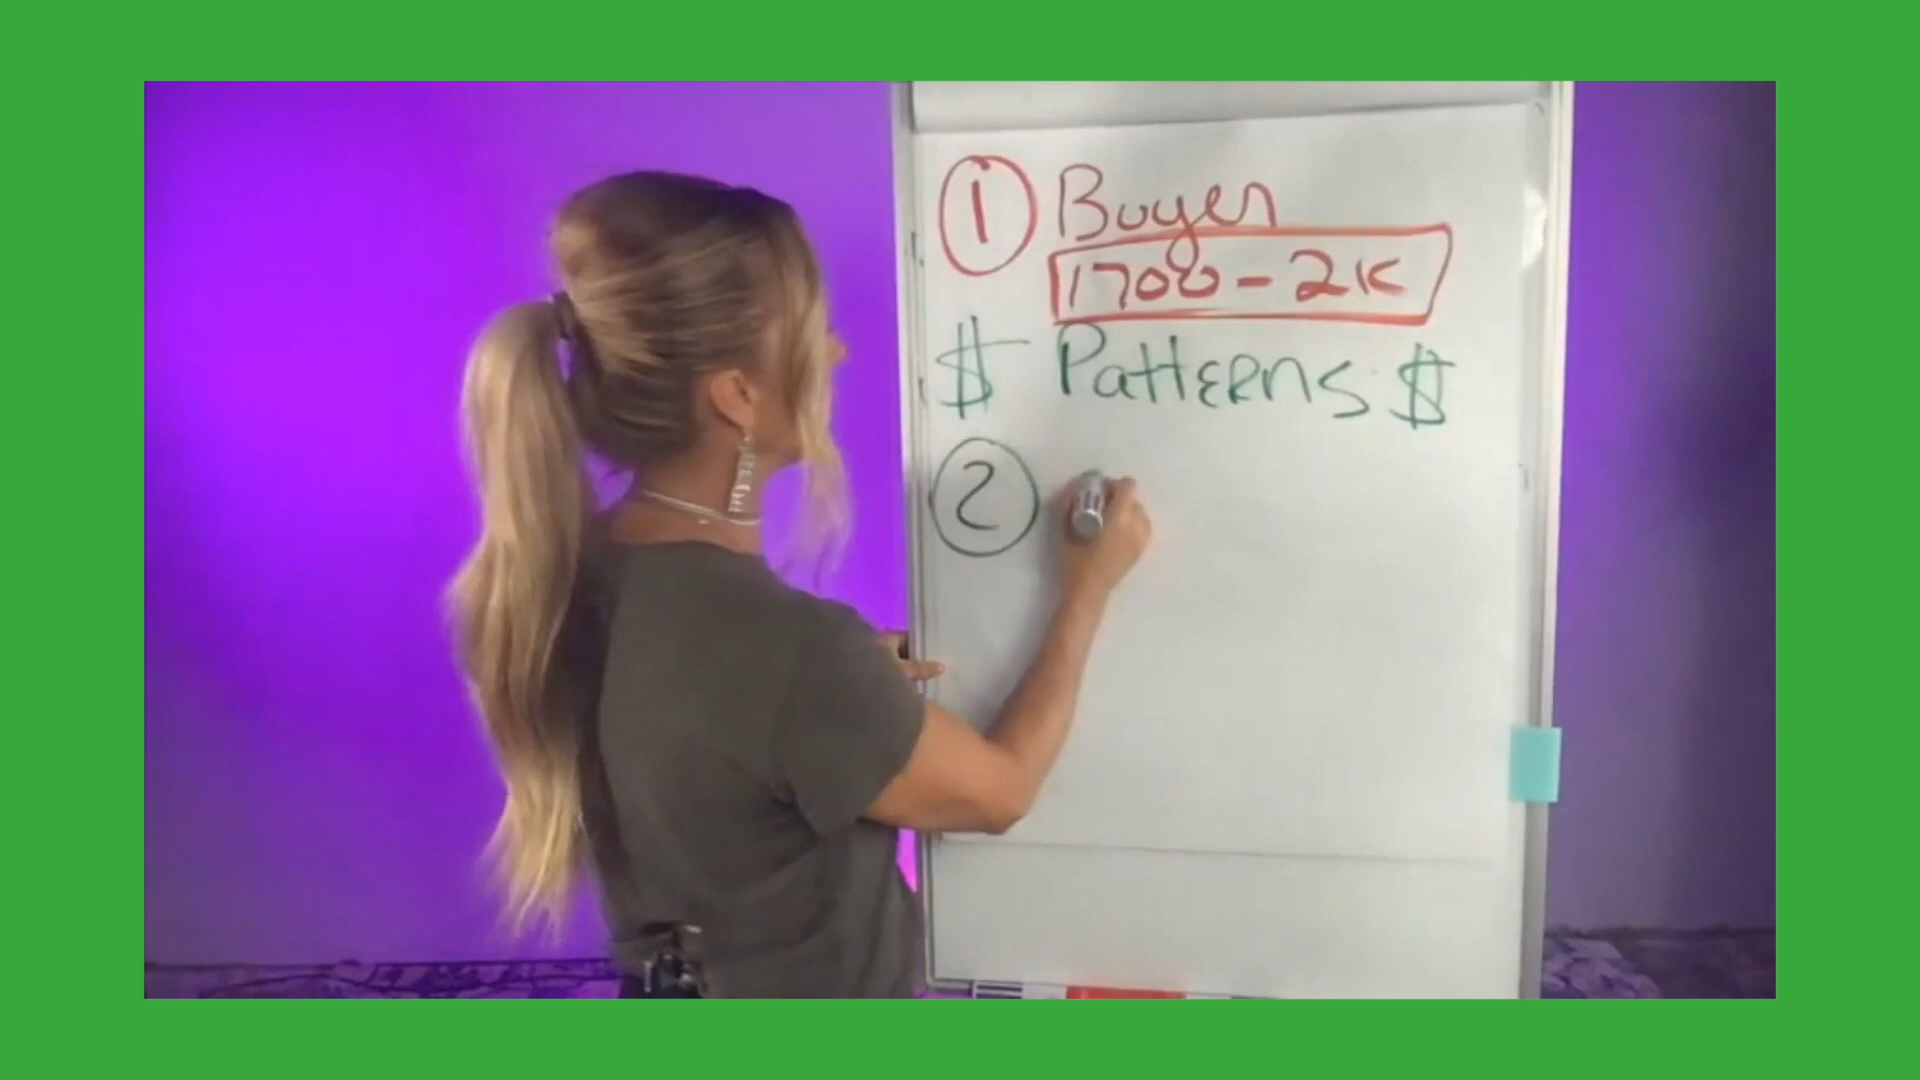 ① Buyer
1700 - 2K
$ Patterns $
②